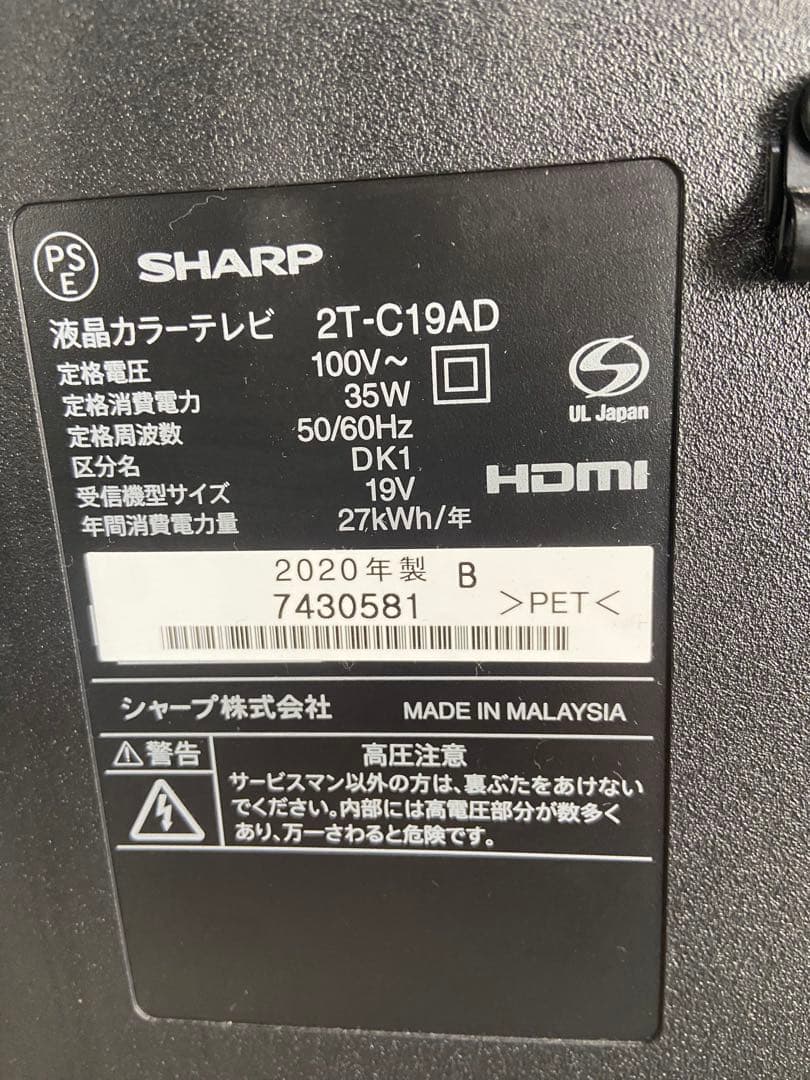 PS
E
SHARP
液晶カラーテレビ 2T-C19AD
定格電圧 100V~
定格消費電力 35W
定格周波数 50/60Hz
区分名 DK1
受信機型サイズ 19V
年間消費電力量 27kWh/年
UL Japan
HDMI
2020年製 B
7430581 >PET<
シャープ株式会社 MADE IN MALAYSIA
⚠警告 高圧注意
サービスマン以外の方は、裏ぶたをあけない
でください。内部には高電圧部分が数多く
あり、万一さわると危険です。